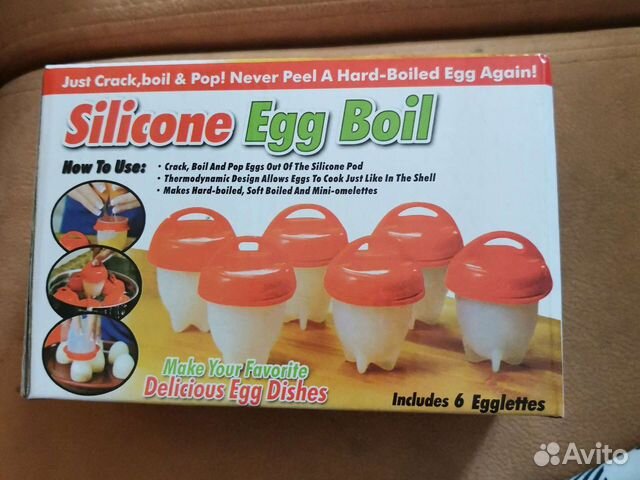 Just Crack,boil & Pop! Never Peel A Hard-Boiled Egg Again!
Silicone Egg Boil
How To Use:
• Crack, Boil And Pop Eggs Out Of The Silicone Pod
• Thermodynamic Design Allows Eggs To Cook Just Like In The Shell
• Makes Hard-boiled, Soft Boiled And Mini-omelettes
Make Your Favorite
Delicious Egg Dishes
Includes 6 Egglettes
Avito